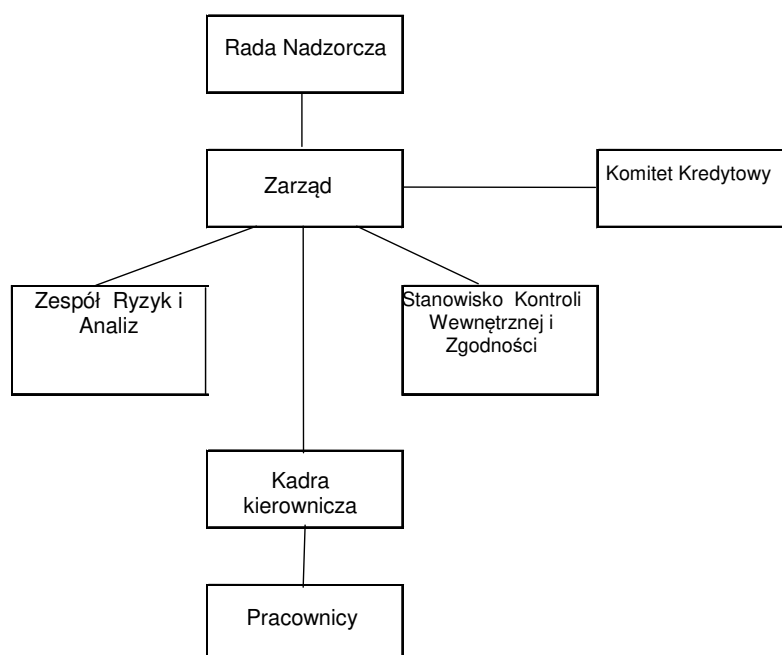 Rada Nadzorcza
Zarząd
Komitet Kredytowy
Zespół Ryzyk i
Analiz
Stanowisko Kontroli
Wewnętrznej i
Zgodności
Kadra
kierownicza
Pracownicy